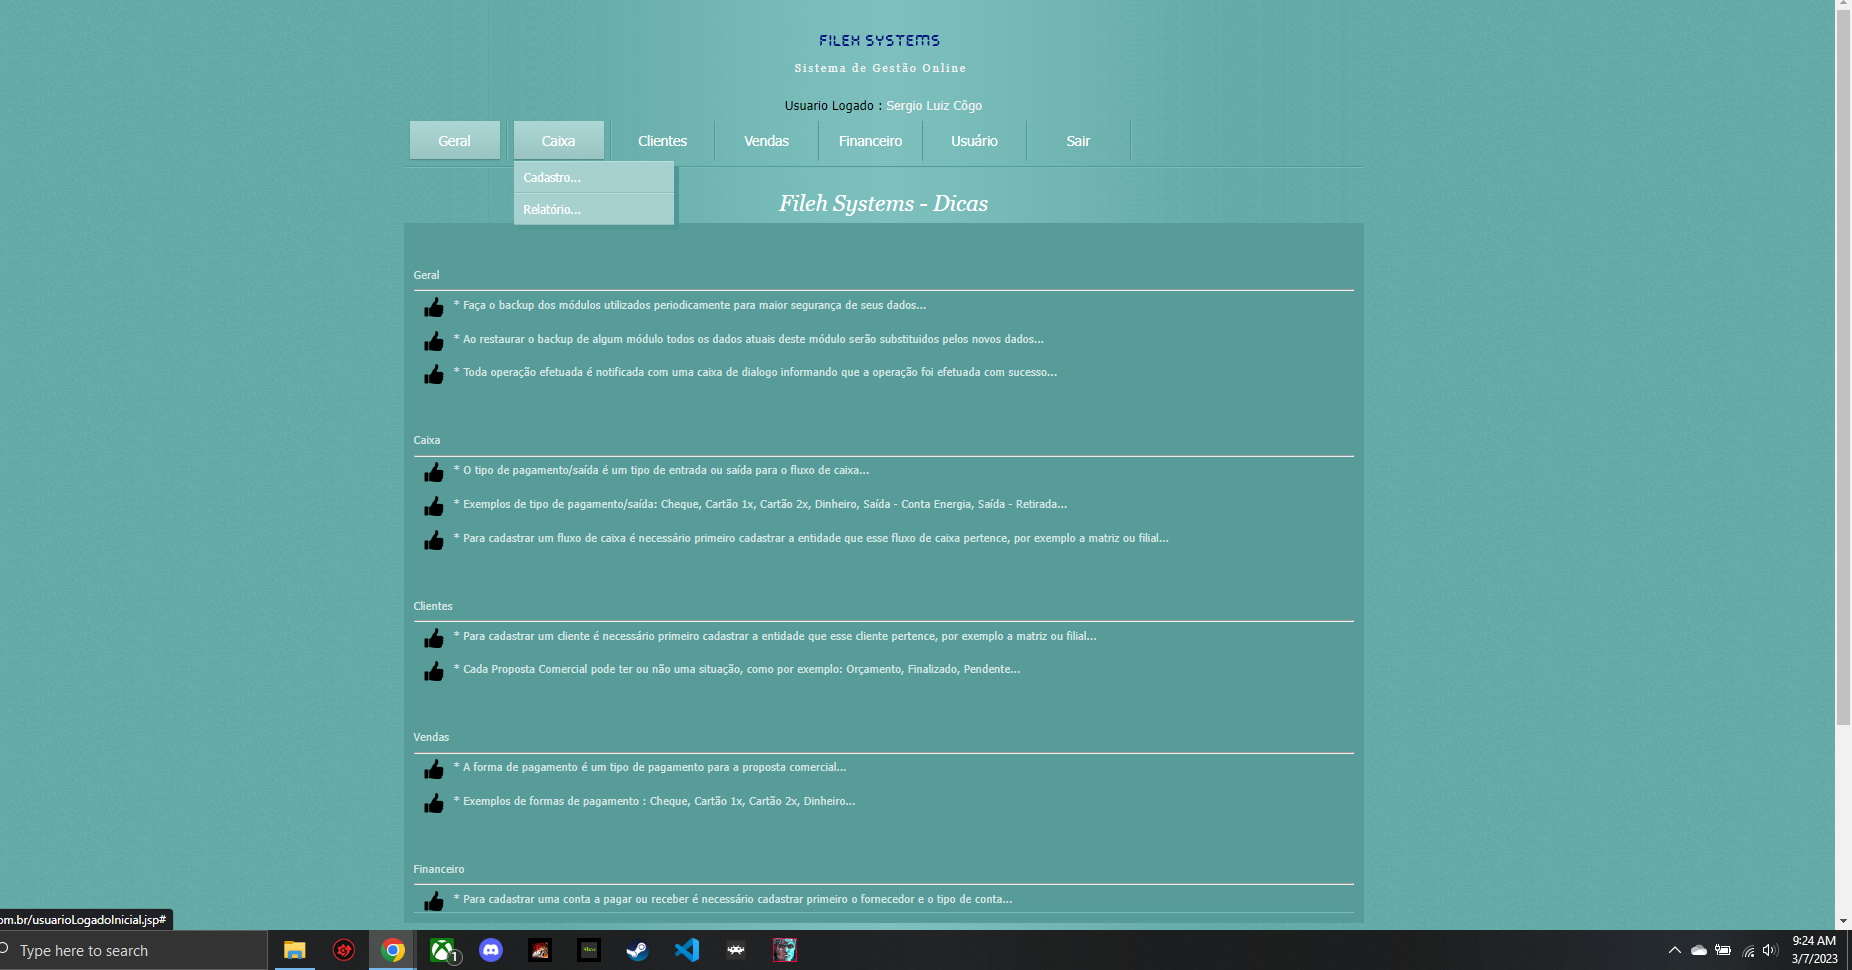 FILEH SYSTEMS
Sistema de Gestão Online
Usuario Logado : Sergio Luiz Côgo
Geral Caixa Clientes Vendas Financeiro Usuário Sair
Cadastro...
Relatório...
Fileh Systems - Dicas
Geral
* Faça o backup dos módulos utilizados periodicamente para maior segurança de seus dados...
* Ao restaurar o backup de algum módulo todos os dados atuais deste módulo serão substituidos pelos novos dados...
* Toda operação efetuada é notificada com uma caixa de dialogo informando que a operação foi efetuada com sucesso...
Caixa
* O tipo de pagamento/saída é um tipo de entrada ou saída para o fluxo de caixa...
* Exemplos de tipo de pagamento/saída: Cheque, Cartão 1x, Cartão 2x, Dinheiro, Saída - Conta Energia, Saída - Retirada...
* Para cadastrar um fluxo de caixa é necessário primeiro cadastrar a entidade que esse fluxo de caixa pertence, por exemplo a matriz ou filial...
Clientes
* Para cadastrar um cliente é necessário primeiro cadastrar a entidade que esse cliente pertence, por exemplo a matriz ou filial...
* Cada Proposta Comercial pode ter ou não uma situação, como por exemplo: Orçamento, Finalizado, Pendente...
Vendas
* A forma de pagamento é um tipo de pagamento para a proposta comercial...
* Exemplos de formas de pagamento : Cheque, Cartão 1x, Cartão 2x, Dinheiro...
Financeiro
* Para cadastrar uma conta a pagar ou receber é necessário cadastrar primeiro o fornecedor e o tipo de conta...
om.br/usuarioLogadoInicial.jsp#
Type here to search
1
9:24 AM
3/7/2023